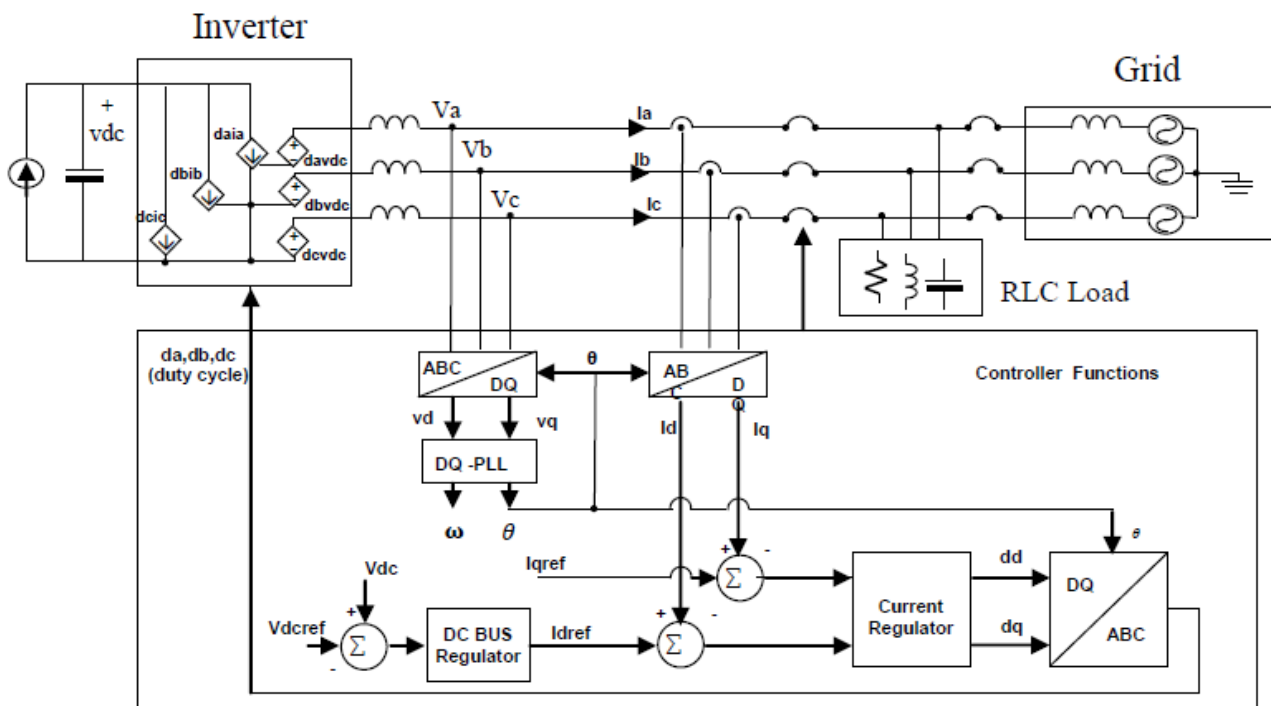 Inverter
Grid
+
vdc
daia
dbib
dcic
+
−
davdc
+
−
dbvdc
+
−
dcvdc
Va
Vb
Vc
Ia
Ib
Ic
RLC Load
da,db,dc
(duty cycle)
Controller Functions
ABC
DQ
θ
AB
C
D
Q
vd
vq
Id
Iq
DQ -PLL
ω
θ
θ
Iqref
+
-
Σ
Vdc
+
Vdcref
-
Σ
DC BUS
Regulator
Idref
+
-
Σ
Current
Regulator
dd
dq
DQ
ABC